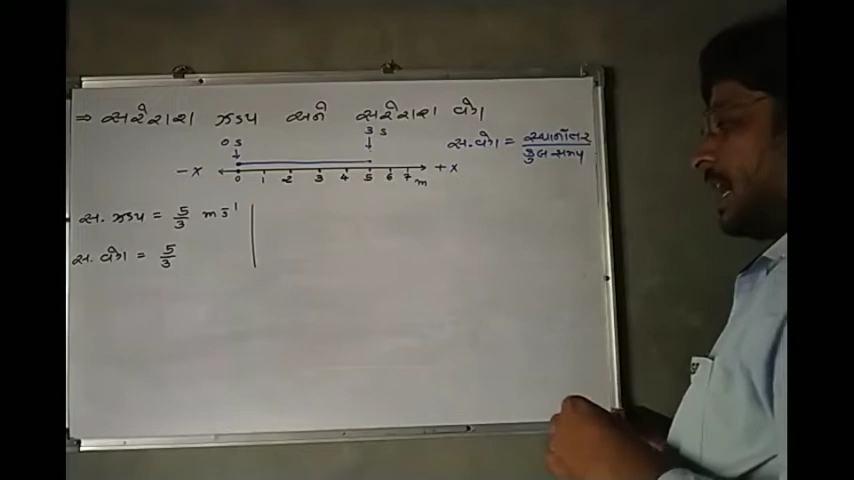 ⇒ સરેરાશ ઝડપ અને સરેરાશ વેગ
0 s 3 s
સ. વેગ = સ્થાનાંતર / કુલ સમય
-x 0 1 2 3 4 5 6 7 m +x
સ. ઝડપ = 5/3 m s⁻¹
સ. વેગ = 5/3